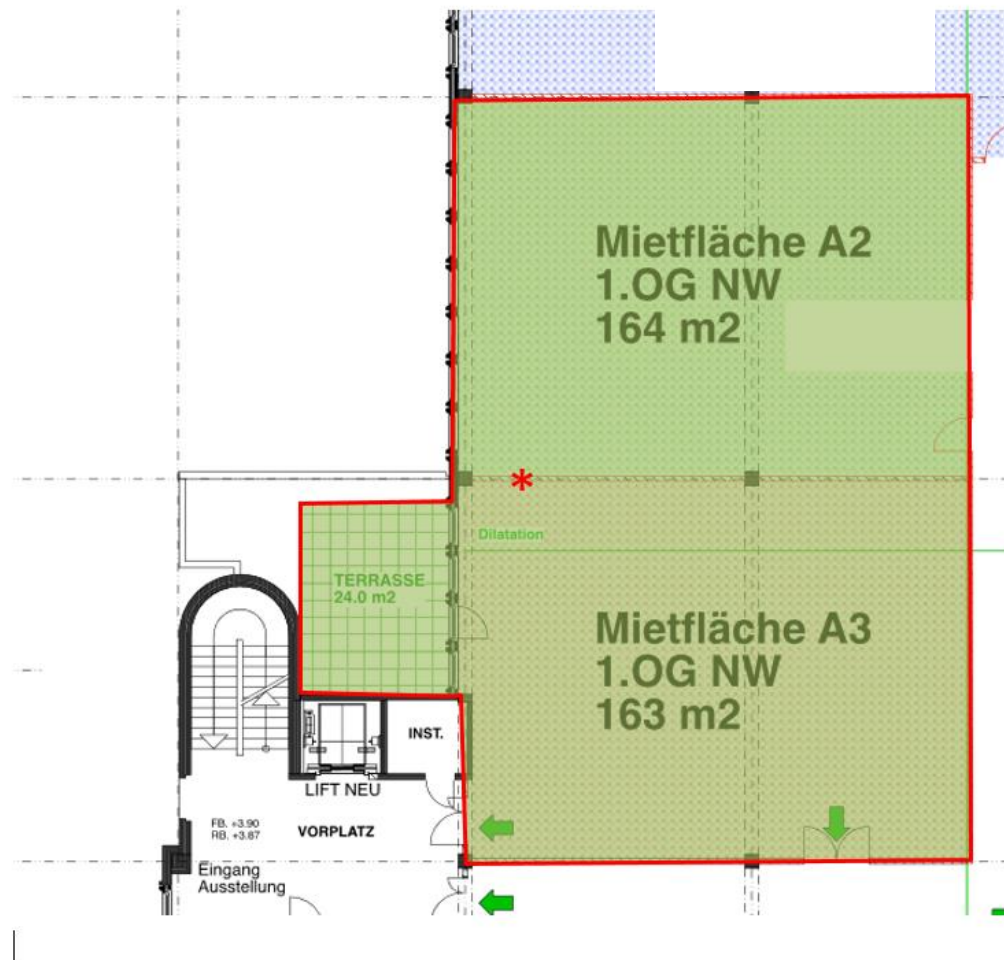 Mietfläche A2
1.OG NW
164 m2
*
Dilatation
TERRASSE
24.0 m2
Mietfläche A3
1.OG NW
163 m2
INST.
LIFT NEU
FB. +3.90
RB. +3.87
VORPLATZ
Eingang
Ausstellung